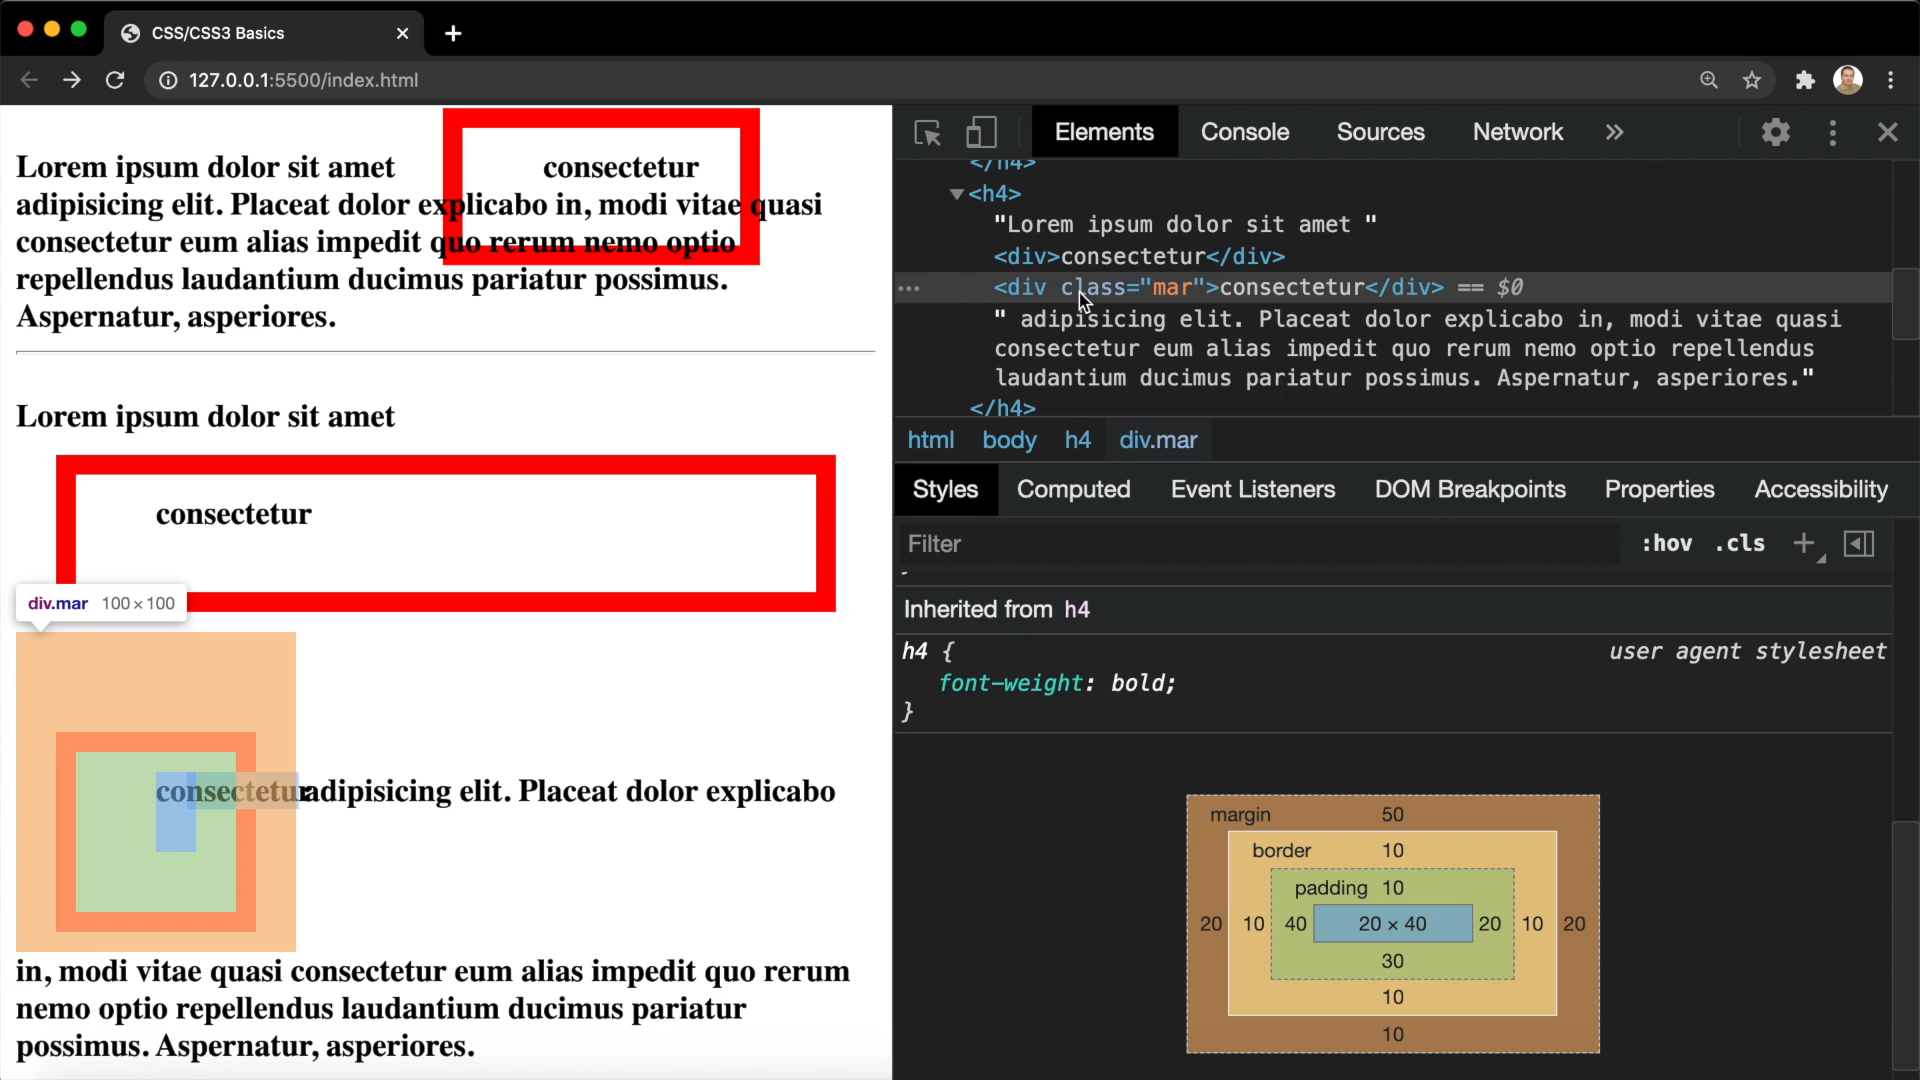 CSS/CSS3 Basics
127.0.0.1:5500/index.html
Lorem ipsum dolor sit amet consectetur
adipisicing elit. Placeat dolor explicabo in, modi vitae quasi
consectetur eum alias impedit quo rerum nemo optio
repellendus laudantium ducimus pariatur possimus.
Aspernatur, asperiores.
Lorem ipsum dolor sit amet
consectetur
div.mar 100 × 100
consectetur adipisicing elit. Placeat dolor explicabo
in, modi vitae quasi consectetur eum alias impedit quo rerum
nemo optio repellendus laudantium ducimus pariatur
possimus. Aspernatur, asperiores.
Elements Console Sources Network »
</h4>
<h4>
"Lorem ipsum dolor sit amet "
<div>consectetur</div>
<div class="mar">consectetur</div> == $0
" adipisicing elit. Placeat dolor explicabo in, modi vitae quasi
consectetur eum alias impedit quo rerum nemo optio repellendus
laudantium ducimus pariatur possimus. Aspernatur, asperiores."
</h4>
html body h4 div.mar
Styles Computed Event Listeners DOM Breakpoints Properties Accessibility
Filter :hov .cls
}
Inherited from h4
h4 { user agent stylesheet
font-weight: bold;
}
margin 50
border 10
padding 10
20 10 40 20 × 40 20 10 20
30
10
10